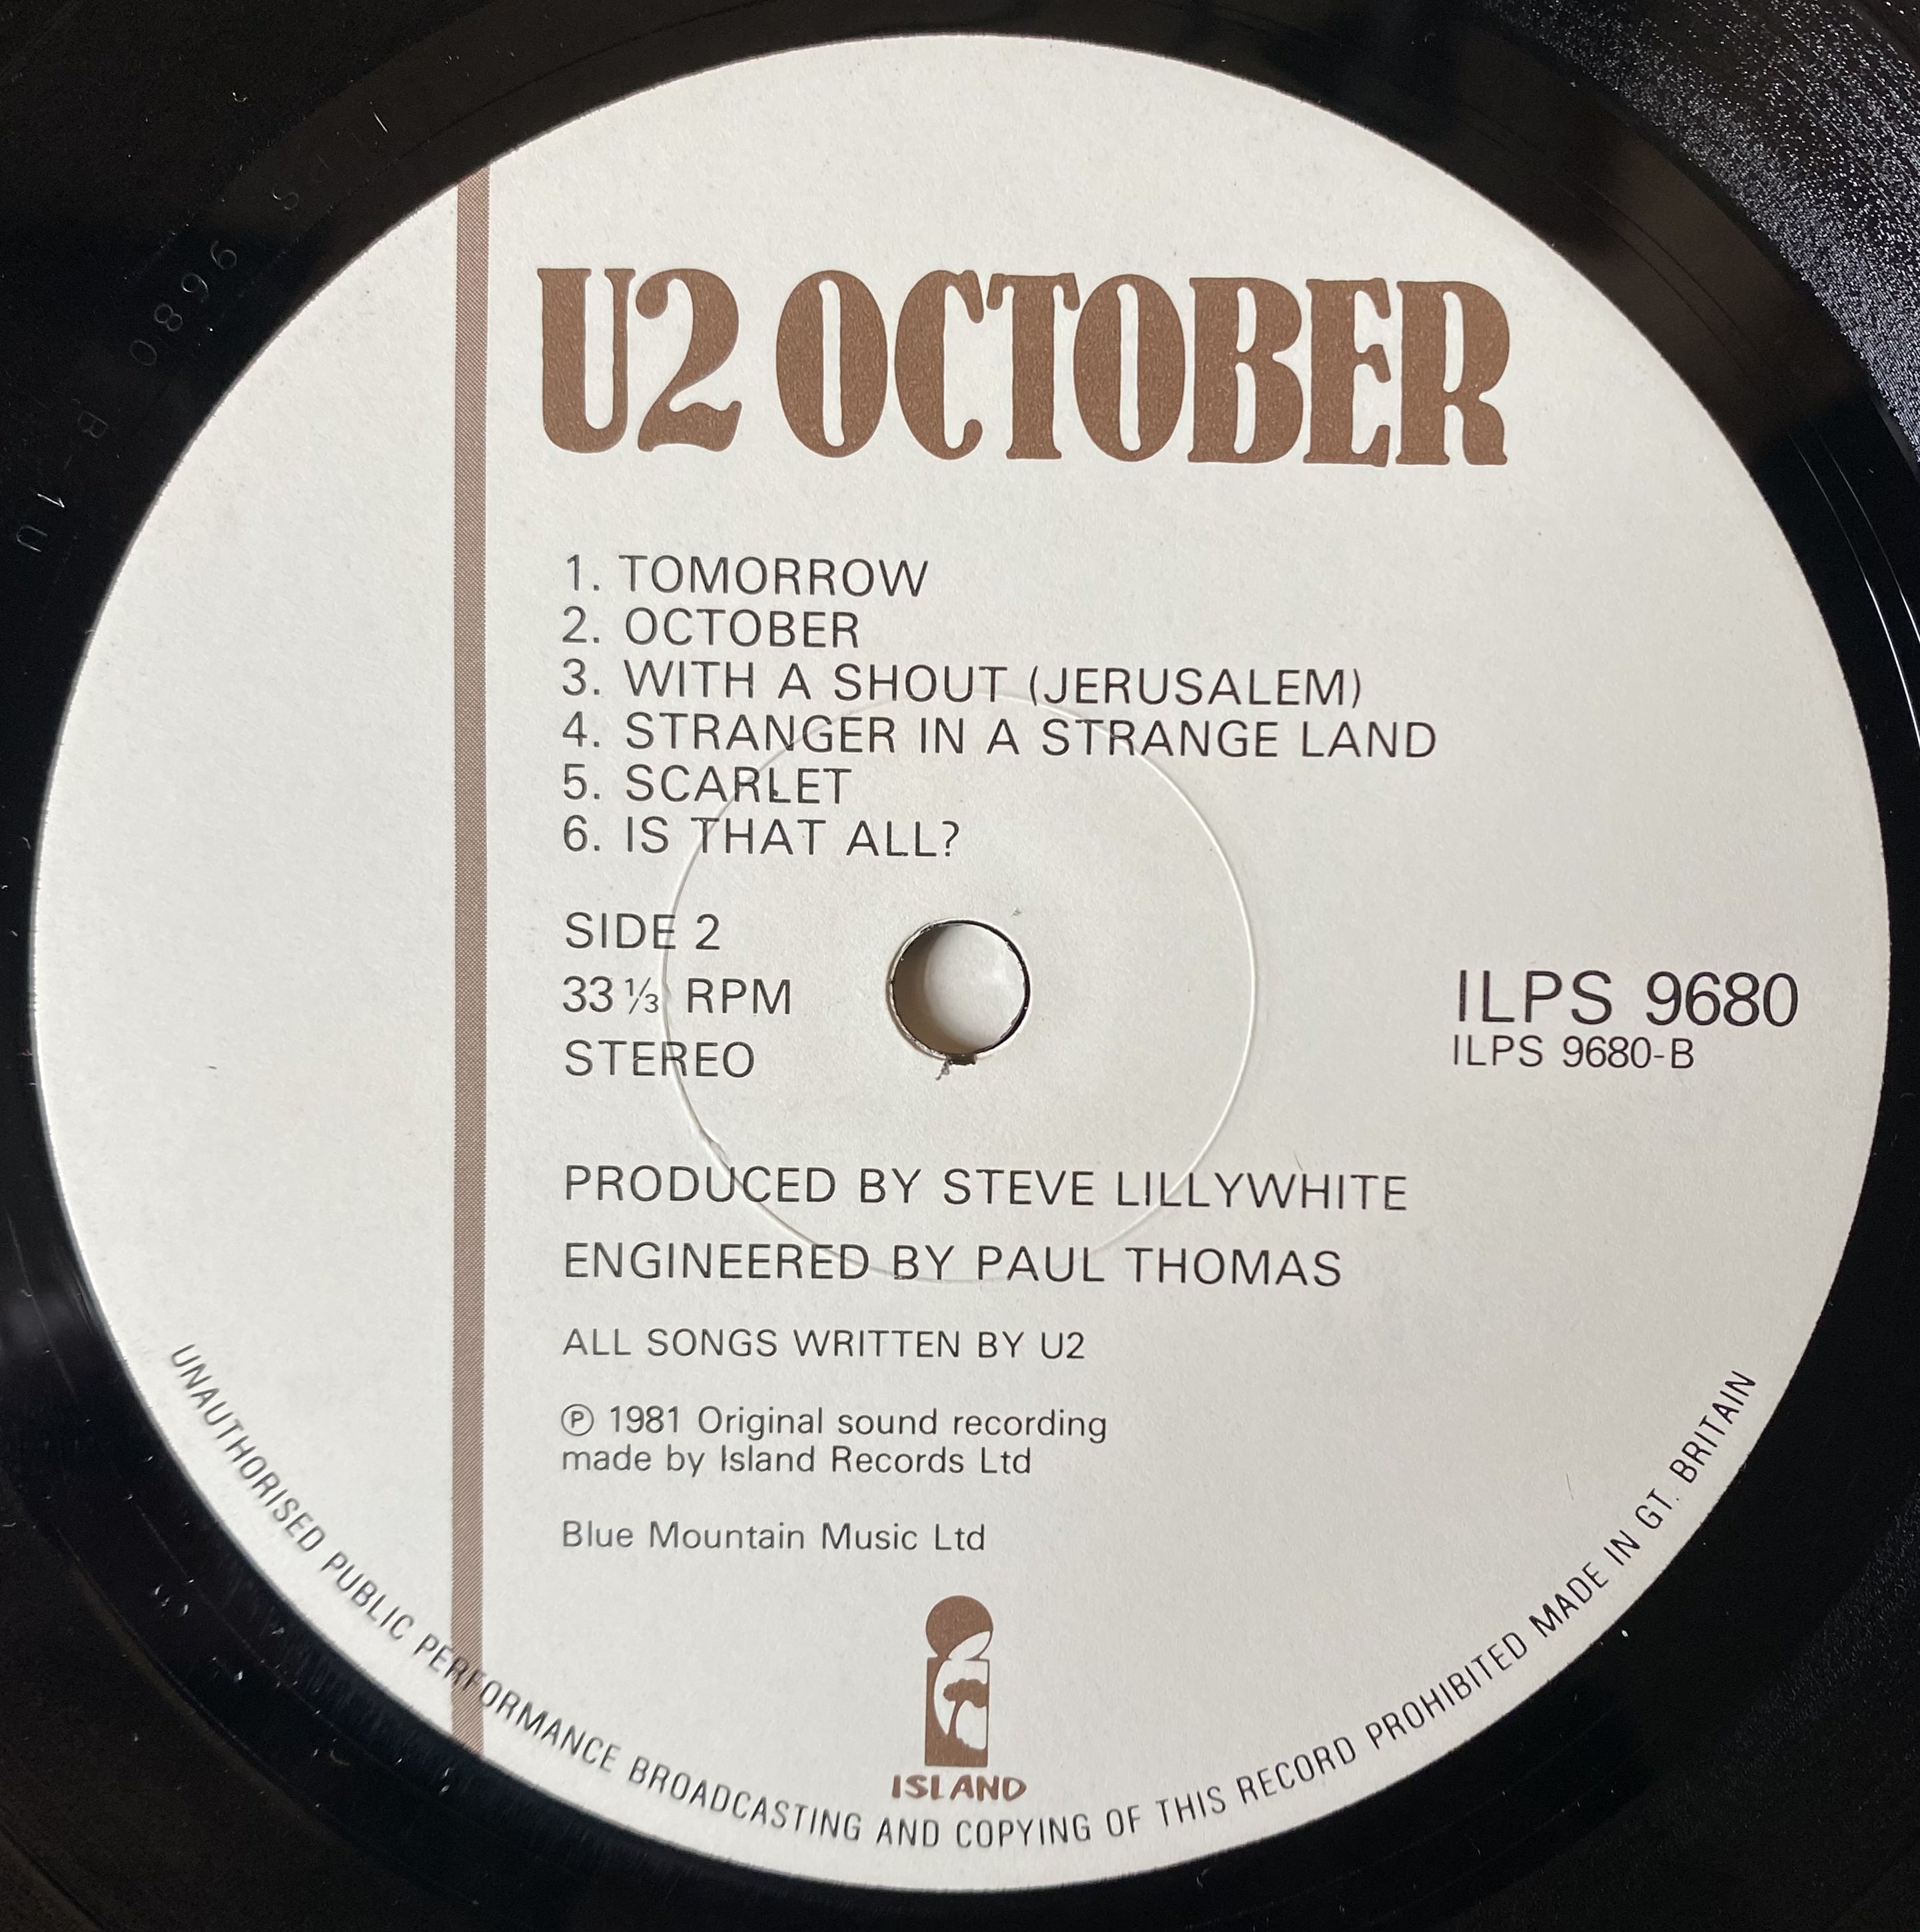 U2 OCTOBER
1. TOMORROW
2. OCTOBER
3. WITH A SHOUT (JERUSALEM)
4. STRANGER IN A STRANGE LAND
5. SCARLET
6. IS THAT ALL?
SIDE 2
33 ⅓ RPM
STEREO
ILPS 9680
ILPS 9680-B
PRODUCED BY STEVE LILLYWHITE
ENGINEERED BY PAUL THOMAS
ALL SONGS WRITTEN BY U2
℗ 1981 Original sound recording
made by Island Records Ltd
Blue Mountain Music Ltd
ISLAND
UNAUTHORISED PUBLIC PERFORMANCE BROADCASTING AND COPYING OF THIS RECORD PROHIBITED MADE IN GT. BRITAIN
9680 B 1U